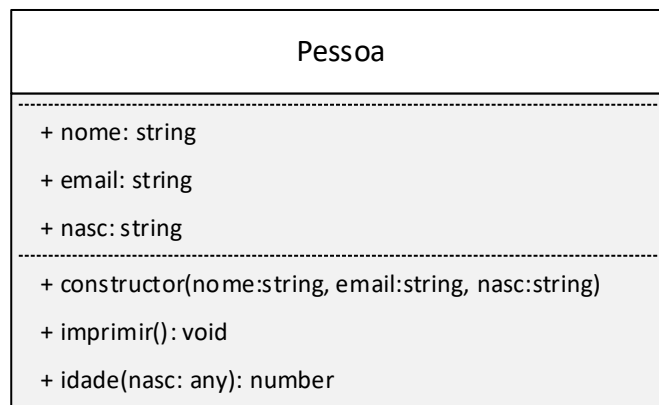 Pessoa
+ nome: string
+ email: string
+ nasc: string
+ constructor(nome:string, email:string, nasc:string)
+ imprimir(): void
+ idade(nasc: any): number